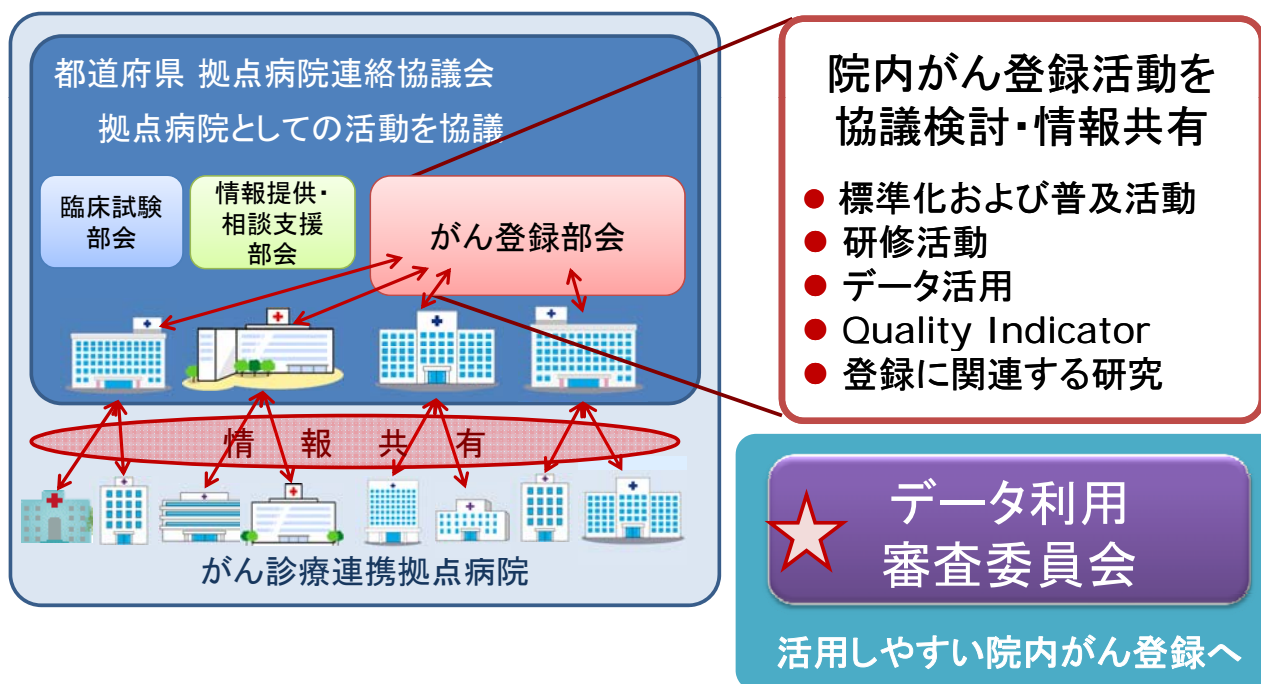 都道府県 拠点病院連絡協議会
拠点病院としての活動を協議
臨床試験
部会
情報提供・
相談支援
部会
がん登録部会
情報共有
がん診療連携拠点病院
院内がん登録活動を
協議検討・情報共有
● 標準化および普及活動
● 研修活動
● データ活用
● Quality Indicator
● 登録に関連する研究
データ利用
審査委員会
活用しやすい院内がん登録へ